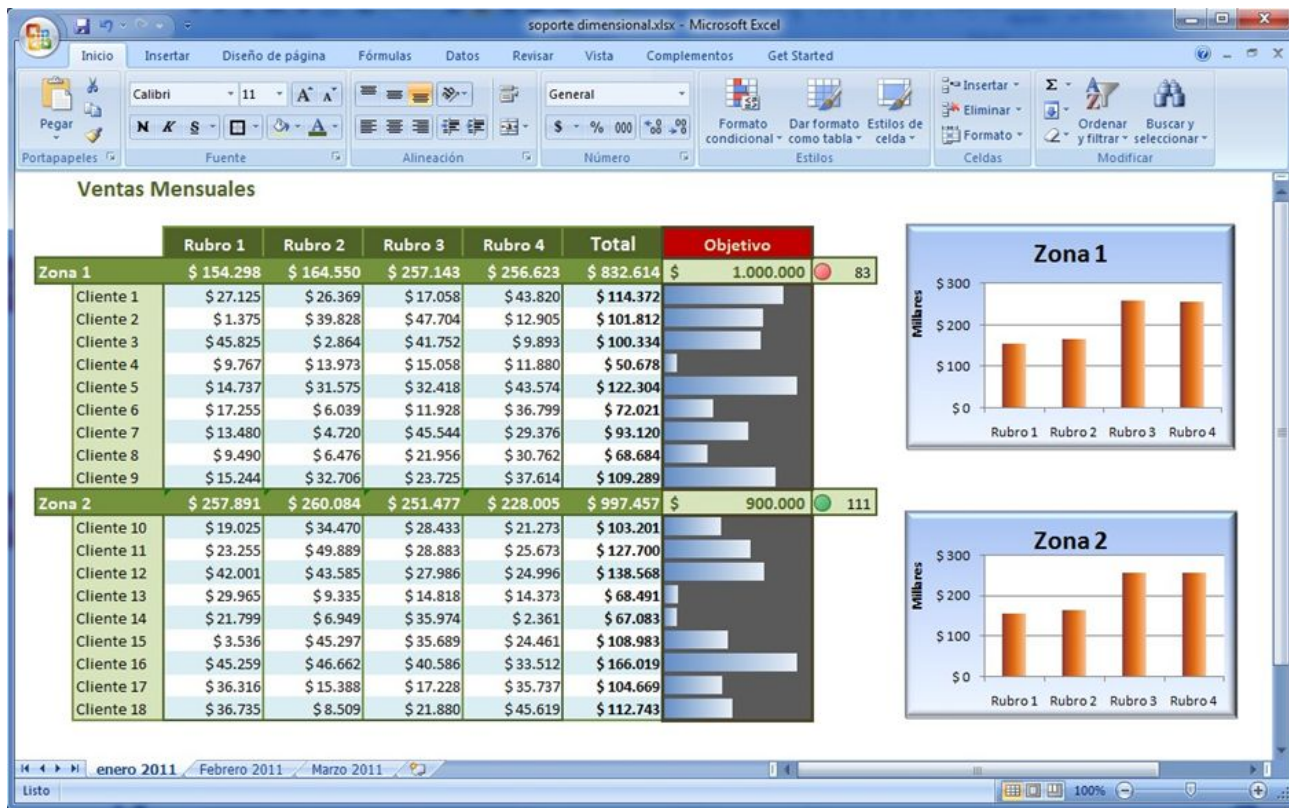 soporte dimensional.xlsx - Microsoft Excel
Inicio Insertar Diseño de página Fórmulas Datos Revisar Vista Complementos Get Started
Pegar
Calibri 11 A A
N K S A
General
$ % 000
Formato condicional Dar formato como tabla Estilos de celda
Insertar
Eliminar
Formato
Σ
Ordenar y filtrar Buscar y seleccionar
Portapapeles Fuente Alineación Número Estilos Celdas Modificar
Ventas Mensuales
Rubro 1 Rubro 2 Rubro 3 Rubro 4 Total Objetivo
Zona 1 $ 154.298 $ 164.550 $ 257.143 $ 256.623 $ 832.614 $ 1.000.000 83
Cliente 1 $ 27.125 $ 26.369 $ 17.058 $ 43.820 $ 114.372
Cliente 2 $ 1.375 $ 39.828 $ 47.704 $ 12.905 $ 101.812
Cliente 3 $ 45.825 $ 2.864 $ 41.752 $ 9.893 $ 100.334
Cliente 4 $ 9.767 $ 13.973 $ 15.058 $ 11.880 $ 50.678
Cliente 5 $ 14.737 $ 31.575 $ 32.418 $ 43.574 $ 122.304
Cliente 6 $ 17.255 $ 6.039 $ 11.928 $ 36.799 $ 72.021
Cliente 7 $ 13.480 $ 4.720 $ 45.544 $ 29.376 $ 93.120
Cliente 8 $ 9.490 $ 6.476 $ 21.956 $ 30.762 $ 68.684
Cliente 9 $ 15.244 $ 32.706 $ 23.725 $ 37.614 $ 109.289
Zona 2 $ 257.891 $ 260.084 $ 251.477 $ 228.005 $ 997.457 $ 900.000 111
Cliente 10 $ 19.025 $ 34.470 $ 28.433 $ 21.273 $ 103.201
Cliente 11 $ 23.255 $ 49.889 $ 28.883 $ 25.673 $ 127.700
Cliente 12 $ 42.001 $ 43.585 $ 27.986 $ 24.996 $ 138.568
Cliente 13 $ 29.965 $ 9.335 $ 14.818 $ 14.373 $ 68.491
Cliente 14 $ 21.799 $ 6.949 $ 35.974 $ 2.361 $ 67.083
Cliente 15 $ 3.536 $ 45.297 $ 35.689 $ 24.461 $ 108.983
Cliente 16 $ 45.259 $ 46.662 $ 40.586 $ 33.512 $ 166.019
Cliente 17 $ 36.316 $ 15.388 $ 17.228 $ 35.737 $ 104.669
Cliente 18 $ 36.735 $ 8.509 $ 21.880 $ 45.619 $ 112.743
Zona 1
Millares
$ 300
$ 200
$ 100
$ 0
Rubro 1 Rubro 2 Rubro 3 Rubro 4
Zona 2
Millares
$ 300
$ 200
$ 100
$ 0
Rubro 1 Rubro 2 Rubro 3 Rubro 4
enero 2011 Febrero 2011 Marzo 2011
Listo 100%